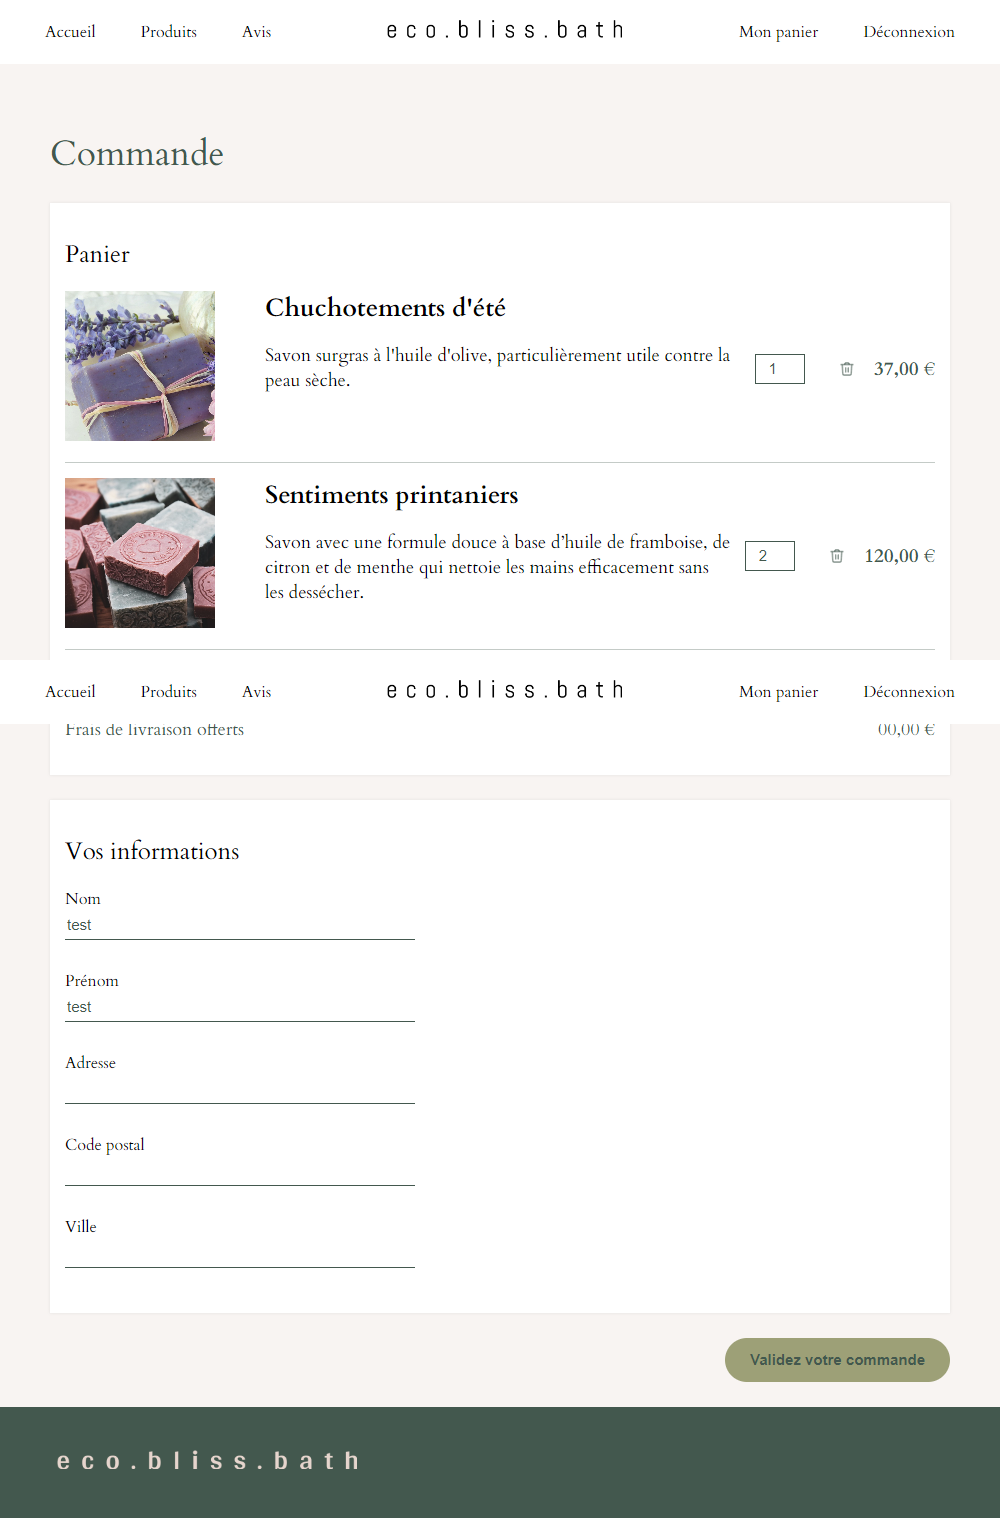 Accueil Produits Avis eco.bliss.bath Mon panier Déconnexion
Commande
Panier
Chuchotements d'été
Savon surgras à l'huile d'olive, particulièrement utile contre la
peau sèche.
1 37,00 €
Sentiments printaniers
Savon avec une formule douce à base d’huile de framboise, de
citron et de menthe qui nettoie les mains efficacement sans
les dessécher.
2 120,00 €
Accueil Produits Avis eco.bliss.bath Mon panier Déconnexion
Frais de livraison offerts 00,00 €
Vos informations
Nom
test
Prénom
test
Adresse
Code postal
Ville
Validez votre commande
eco.bliss.bath